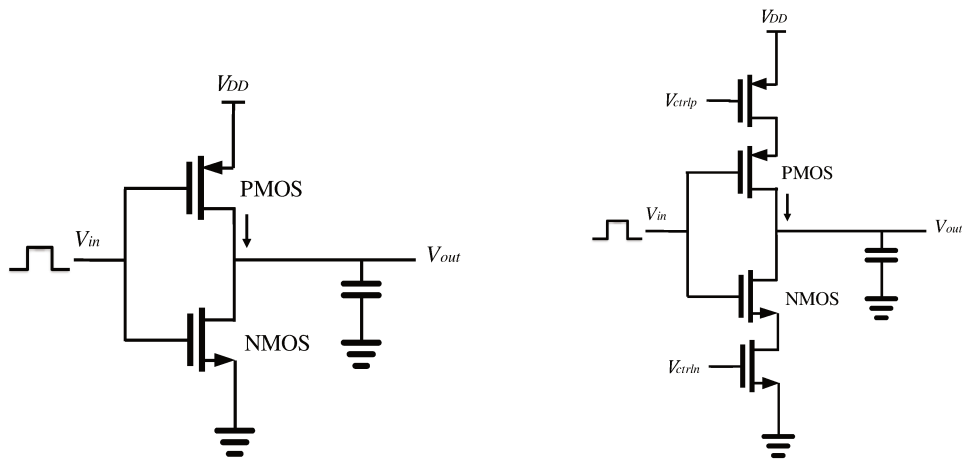 VDD
PMOS
Vin
Vout
NMOS
VDD
Vctrlp
PMOS
Vin
Vout
NMOS
Vctrln